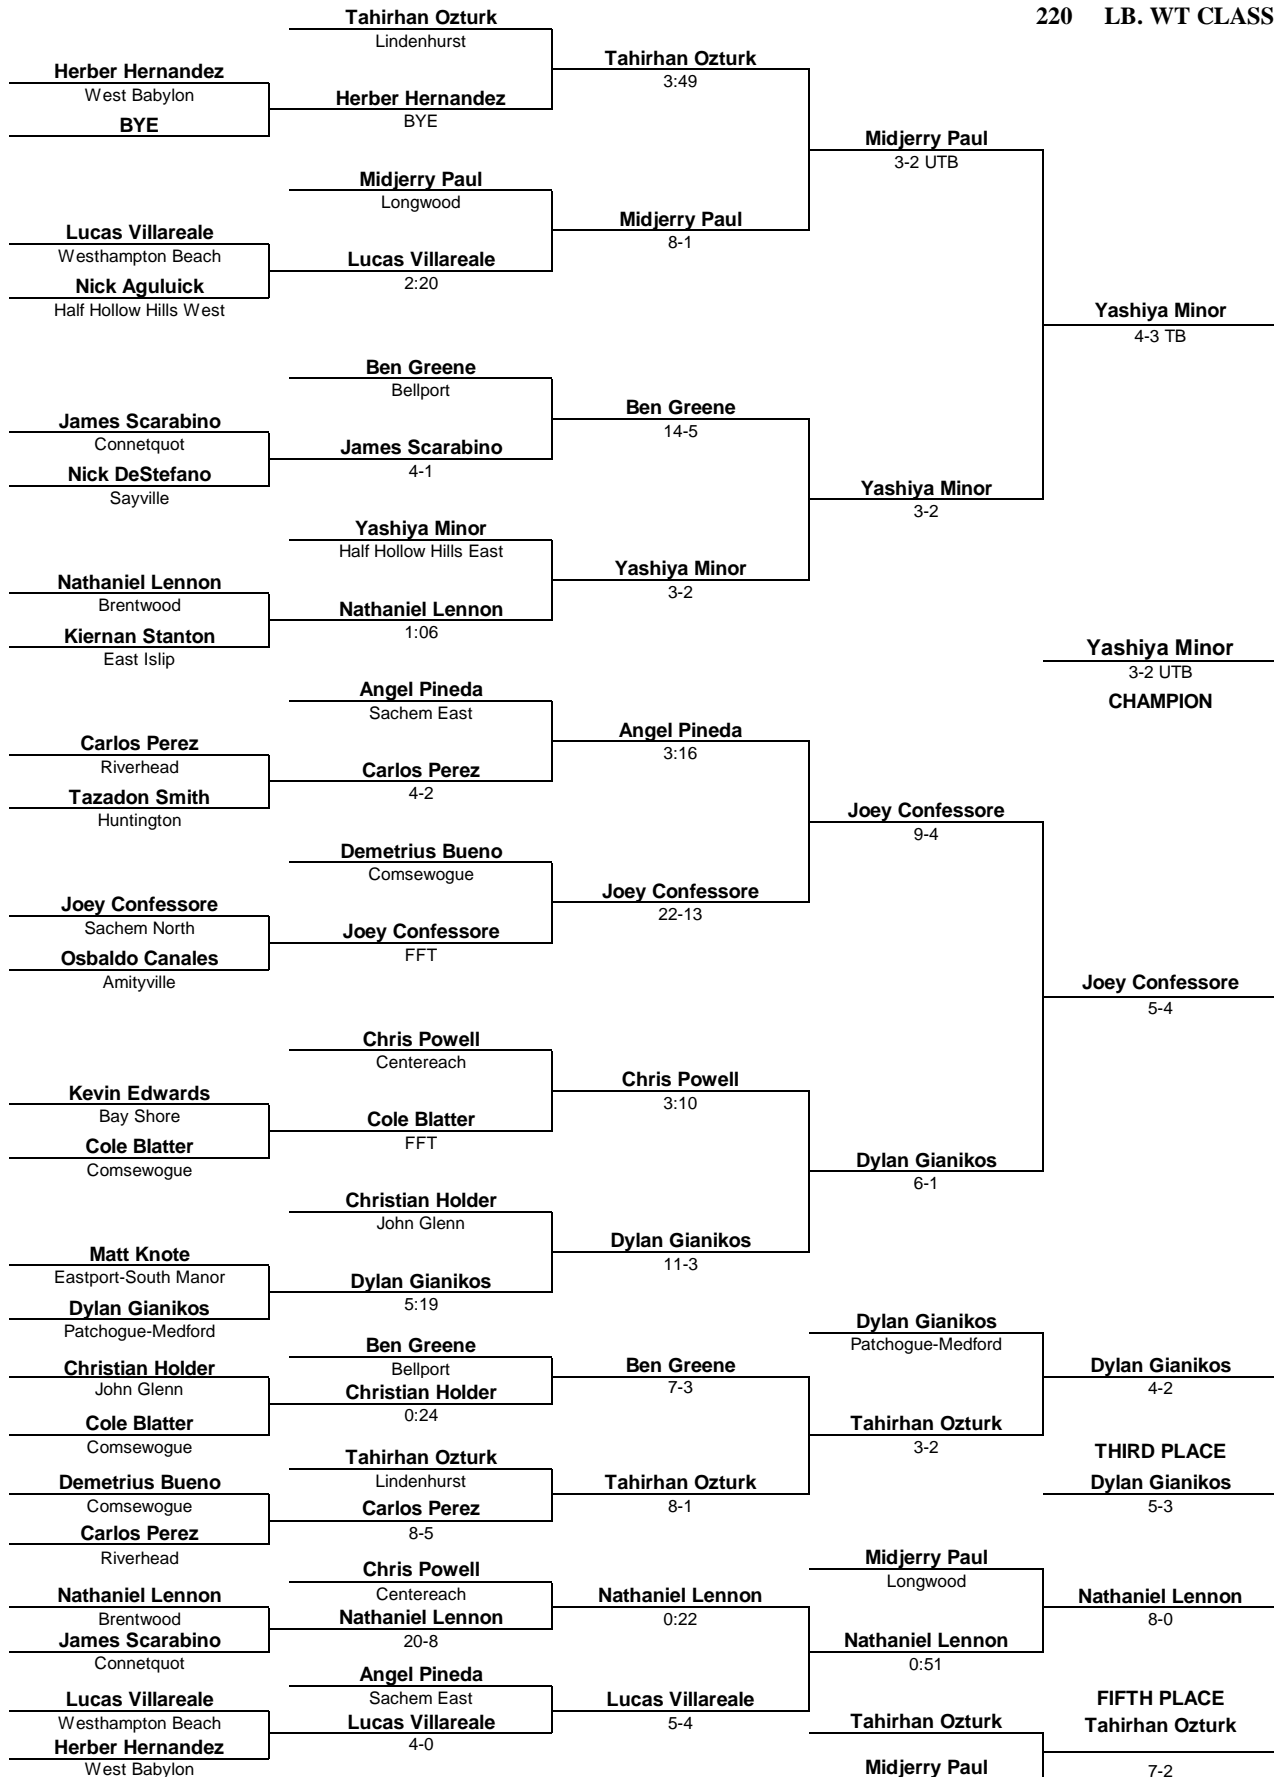 220 LB. WT CLASS
Tahirhan Ozturk
Lindenhurst
Tahirhan Ozturk
3:49
Herber Hernandez
West Babylon
Herber Hernandez
BYE
BYE
Midjerry Paul
3-2 UTB
Midjerry Paul
Longwood
Midjerry Paul
8-1
Lucas Villareale
Westhampton Beach
Lucas Villareale
2:20
Nick Aguluick
Half Hollow Hills West
Yashiya Minor
4-3 TB
Ben Greene
Bellport
Ben Greene
14-5
James Scarabino
Connetquot
James Scarabino
4-1
Nick DeStefano
Sayville
Yashiya Minor
3-2
Yashiya Minor
Half Hollow Hills East
Yashiya Minor
3-2
Nathaniel Lennon
Brentwood
Nathaniel Lennon
1:06
Kiernan Stanton
East Islip
Yashiya Minor
3-2 UTB
CHAMPION
Angel Pineda
Sachem East
Angel Pineda
3:16
Carlos Perez
Riverhead
Carlos Perez
4-2
Tazadon Smith
Huntington
Joey Confessore
9-4
Demetrius Bueno
Comsewogue
Joey Confessore
22-13
Joey Confessore
Sachem North
Joey Confessore
FFT
Osbaldo Canales
Amityville
Joey Confessore
5-4
Chris Powell
Centereach
Chris Powell
3:10
Kevin Edwards
Bay Shore
Cole Blatter
FFT
Cole Blatter
Comsewogue
Dylan Gianikos
6-1
Christian Holder
John Glenn
Dylan Gianikos
11-3
Matt Knote
Eastport-South Manor
Dylan Gianikos
5:19
Dylan Gianikos
Patchogue-Medford
Dylan Gianikos
Patchogue-Medford
Ben Greene
Bellport
Ben Greene
7-3
Dylan Gianikos
4-2
Christian Holder
John Glenn
Christian Holder
0:24
Cole Blatter
Comsewogue
Tahirhan Ozturk
3-2
THIRD PLACE
Dylan Gianikos
5-3
Tahirhan Ozturk
Lindenhurst
Tahirhan Ozturk
8-1
Demetrius Bueno
Comsewogue
Carlos Perez
8-5
Carlos Perez
Riverhead
Midjerry Paul
Longwood
Chris Powell
Centereach
Nathaniel Lennon
0:22
Nathaniel Lennon
8-0
Nathaniel Lennon
Brentwood
Nathaniel Lennon
20-8
James Scarabino
Connetquot
Nathaniel Lennon
0:51
Angel Pineda
Sachem East
Lucas Villareale
5-4
FIFTH PLACE
Tahirhan Ozturk
Lucas Villareale
Westhampton Beach
Lucas Villareale
4-0
Tahirhan Ozturk
Herber Hernandez
West Babylon
Midjerry Paul
7-2